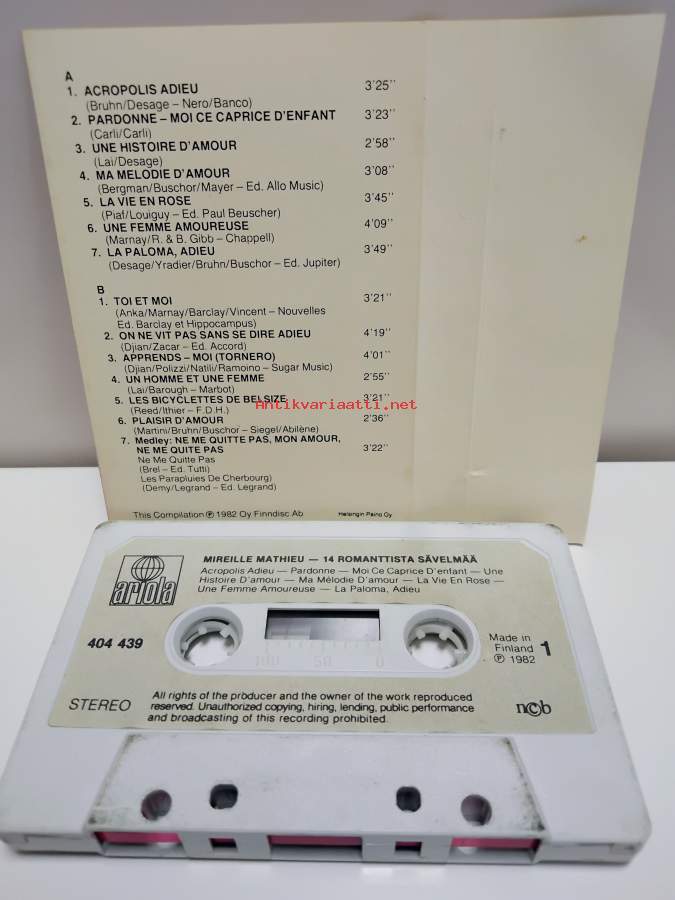 A
1. ACROPOLIS ADIEU 3'25''
(Bruhn/Desage – Nero/Banco)
2. PARDONNE – MOI CE CAPRICE D'ENFANT 3'23''
(Carli/Carli)
3. UNE HISTOIRE D'AMOUR 2'58''
(Lai/Desage)
4. MA MELODIE D'AMOUR 3'08''
(Bergman/Buschor/Mayer – Ed. Allo Music)
5. LA VIE EN ROSE 3'45''
(Piaf/Louiguy – Ed. Paul Beuscher)
6. UNE FEMME AMOUREUSE 4'09''
(Marnay/R. & B. Gibb – Chappell)
7. LA PALOMA, ADIEU 3'49''
(Desage/Yradier/Bruhn/Buschor – Ed. Jupiter)
B
1. TOI ET MOI 3'21''
(Anka/Marnay/Barclay/Vincent – Nouvelles
Ed. Barclay et Hippocampus)
2. ON NE VIT PAS SANS SE DIRE ADIEU 4'19''
(Djian/Zacar – Ed. Accord)
3. APPRENDS – MOI (TORNERO) 4'01''
(Djian/Polizzi/Natili/Ramoino – Sugar Music)
4. UN HOMME ET UNE FEMME 2'55''
(Lai/Barough – Marbot)
5. LES BICYCLETTES DE BELSIZE 3'21''
(Reed/Ithier – F.D.H.)
Antikvariaatti.net
6. PLAISIR D'AMOUR 2'36''
(Martini/Bruhn/Buschor – Siegel/Abilène)
7. Medley: NE ME QUITTE PAS, MON AMOUR,
NE ME QUITE PAS 3'22''
Ne Me Quitte Pas
(Brel – Ed. Tutti)
Les Parapluies De Cherbourg)
(Demy/Legrand – Ed. Legrand)
This Compilation ℗ 1982 Oy Finndisc Ab Helsingin Paino Oy
MIREILLE MATHIEU — 14 ROMANTTISTA SÄVELMÄÄ
Acropolis Adieu — Pardonne — Moi Ce Caprice D'enfant — Une
Histoire D'amour — Ma Mélodie D'amour — La Vie En Rose —
Une Femme Amoureuse — La Paloma, Adieu
ariola
404 439
100 50 0
Made in
Finland
℗ 1982
1
STEREO
All rights of the producer and the owner of the work reproduced
reserved. Unauthorized copying, hiring, lending, public performance
and broadcasting of this recording prohibited.
ncb